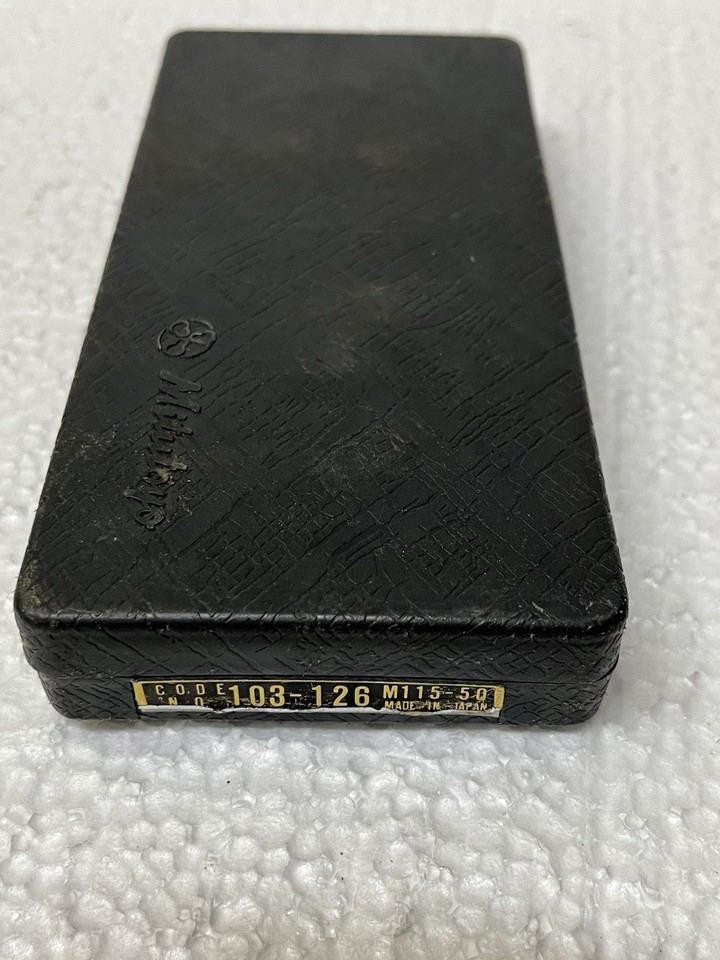 Mitutoyo
CODE NO. 103-126 M115-50
MADE IN JAPAN